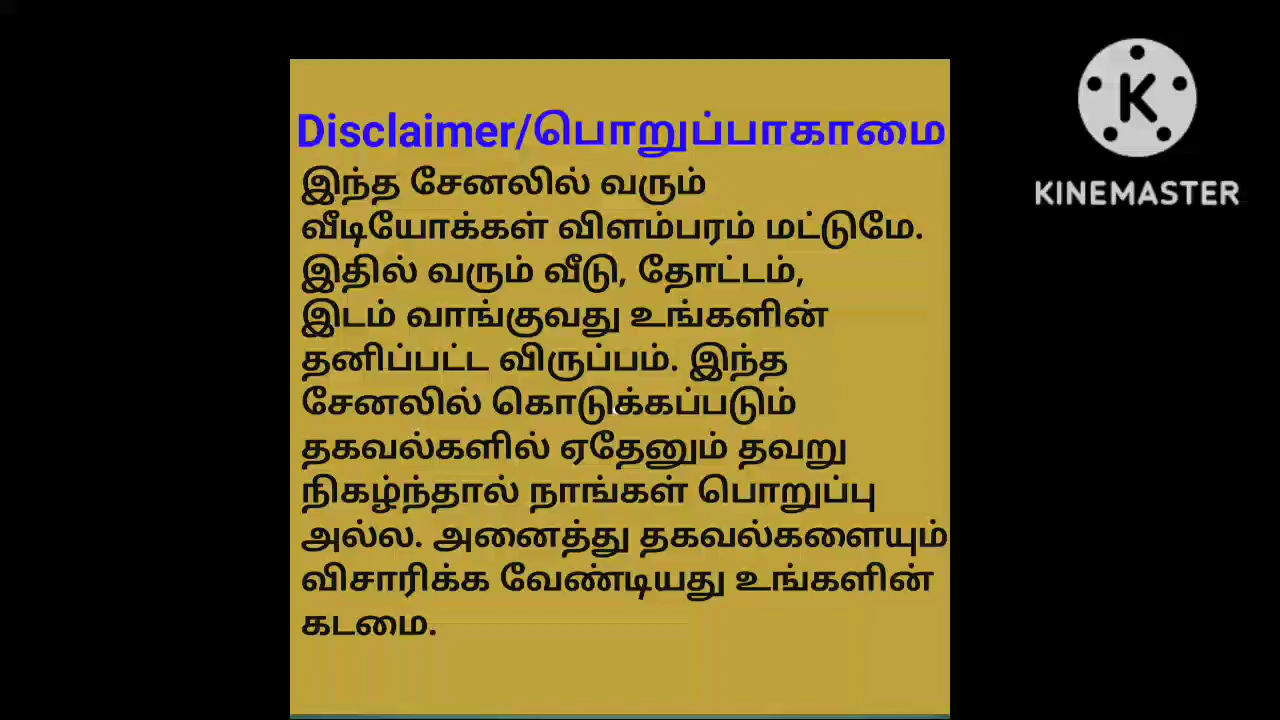 Disclaimer/பொறுப்பாகாமை
இந்த சேனலில் வரும்
வீடியோக்கள் விளம்பரம் மட்டுமே.
இதில் வரும் வீடு, தோட்டம்,
இடம் வாங்குவது உங்களின்
தனிப்பட்ட விருப்பம். இந்த
சேனலில் கொடுக்கப்படும்
தகவல்களில் ஏதேனும் தவறு
நிகழ்ந்தால் நாங்கள் பொறுப்பு
அல்ல. அனைத்து தகவல்களையும்
விசாரிக்க வேண்டியது உங்களின்
கடமை.
K
KINEMASTER